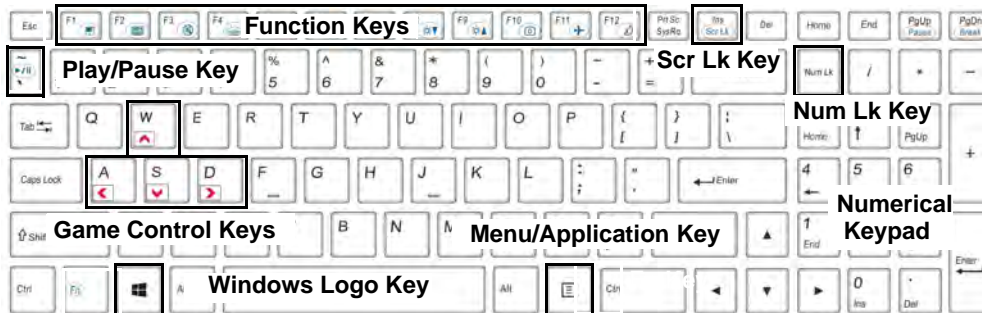 Esc F1 F2 F3 F4 Function Keys F9 F10 F11 F12 Prt Sc Ins Del Home End PgUp PgDn
SysRq Scr Lk Pause Break
~ Play/Pause Key % ^ & * ( ) _ + Scr Lk Key Num Lk / * -
` 5 6 7 8 9 0 - =
Tab Q W E R T Y U I O P { } | Num Lk Key
[ ] \ Home PgUp +
Caps Lock A S D F G H J K L : " Enter 4 5 6
; '
Shift Game Control Keys B N Menu/Application Key 1 Numerical
End Keypad
Enter
Ctrl Fn Windows Logo Key Alt 0 .
Ins Del